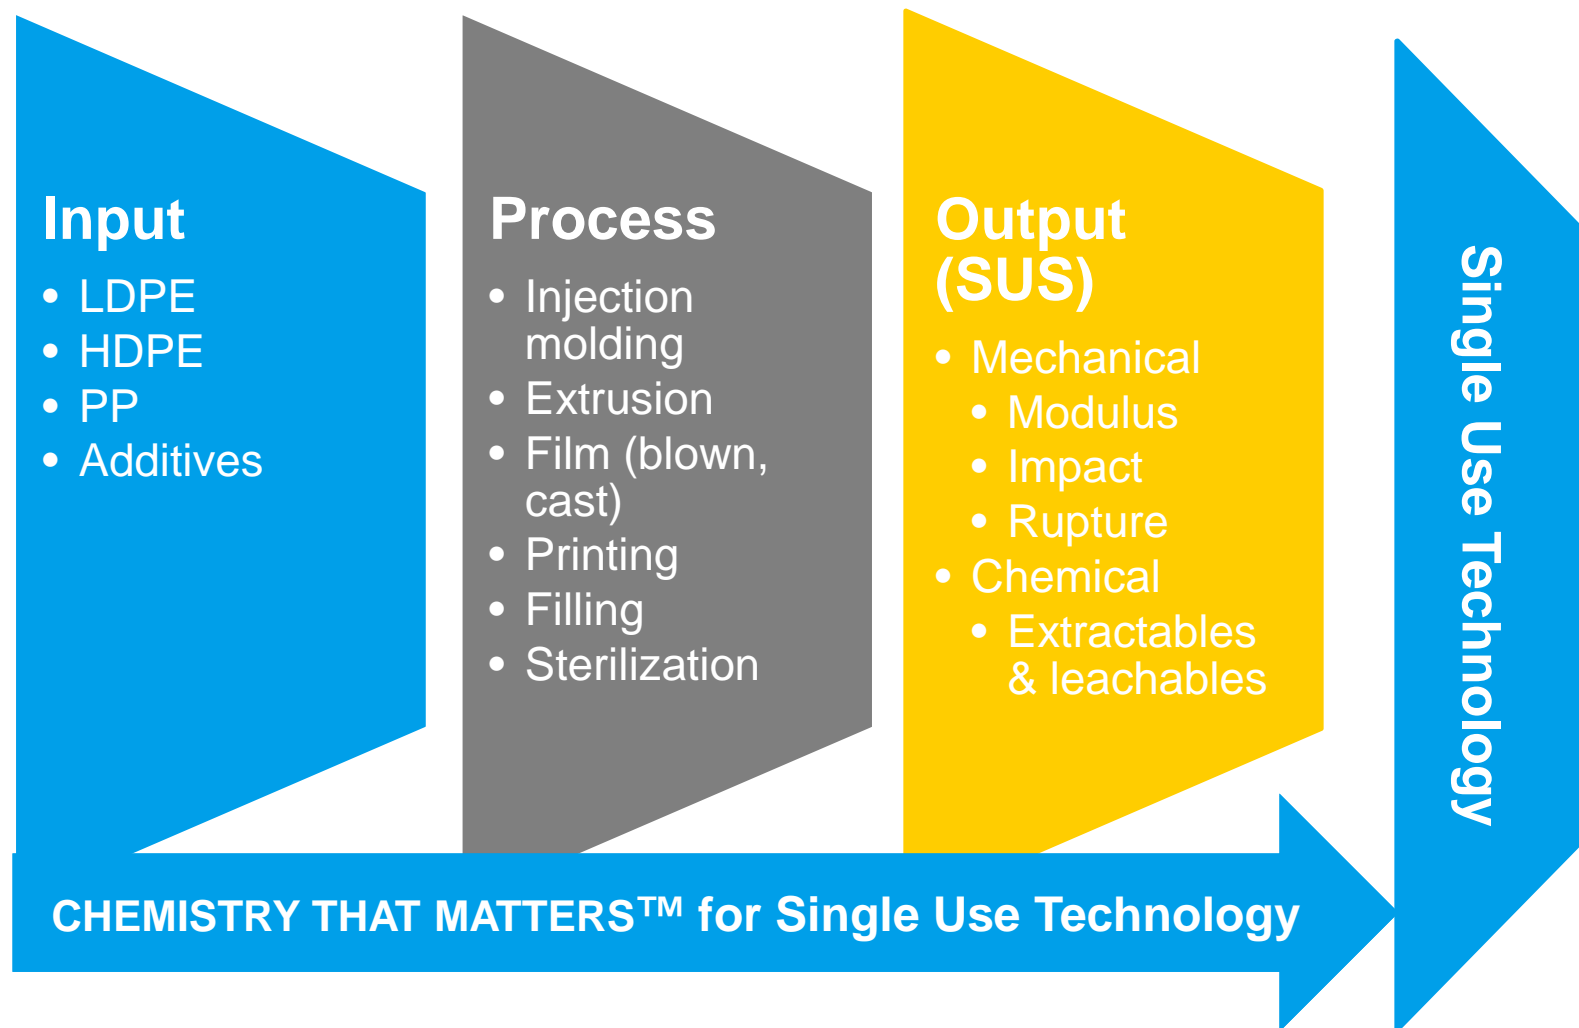 Input
• LDPE
• HDPE
• PP
• Additives
Process
• Injection
molding
• Extrusion
• Film (blown,
cast)
• Printing
• Filling
• Sterilization
Output
(SUS)
• Mechanical
• Modulus
• Impact
• Rupture
• Chemical
• Extractables
& leachables
Single Use Technology
CHEMISTRY THAT MATTERS™ for Single Use Technology